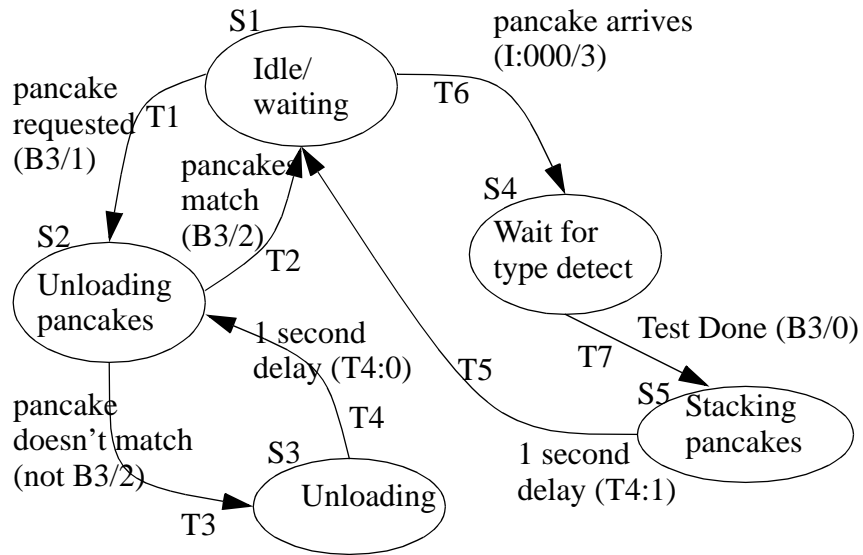 S1
Idle/
waiting
pancake arrives
(I:000/3)
T6
pancake
requested
(B3/1)
T1
pancakes
match
(B3/2)
T2
S4
Wait for
type detect
S2
Unloading
pancakes
1 second
delay (T4:0)
T4
T5
Test Done (B3/0)
T7
pancake
doesn't match
(not B3/2)
T3
S3
Unloading
S5
Stacking
pancakes
1 second
delay (T4:1)